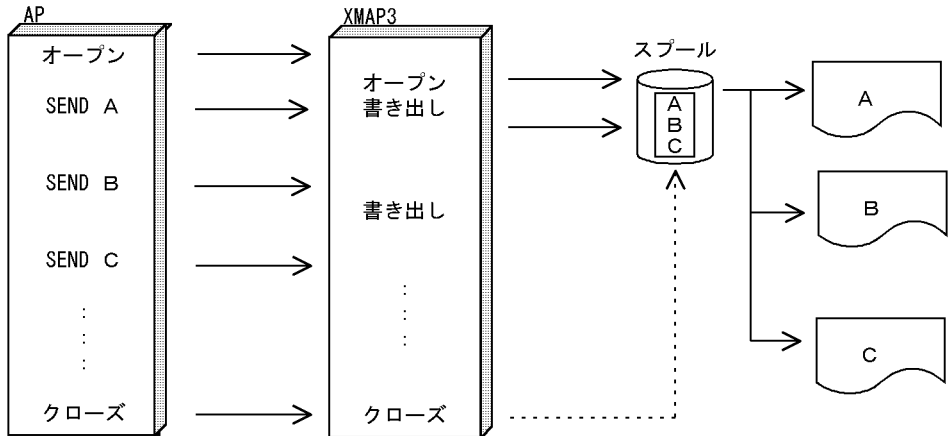 AP
オープン
SEND A
SEND B
SEND C
:
:
クローズ
XMAP3
オープン
書き出し
書き出し
:
:
クローズ
スプール
A
B
C
A
B
C